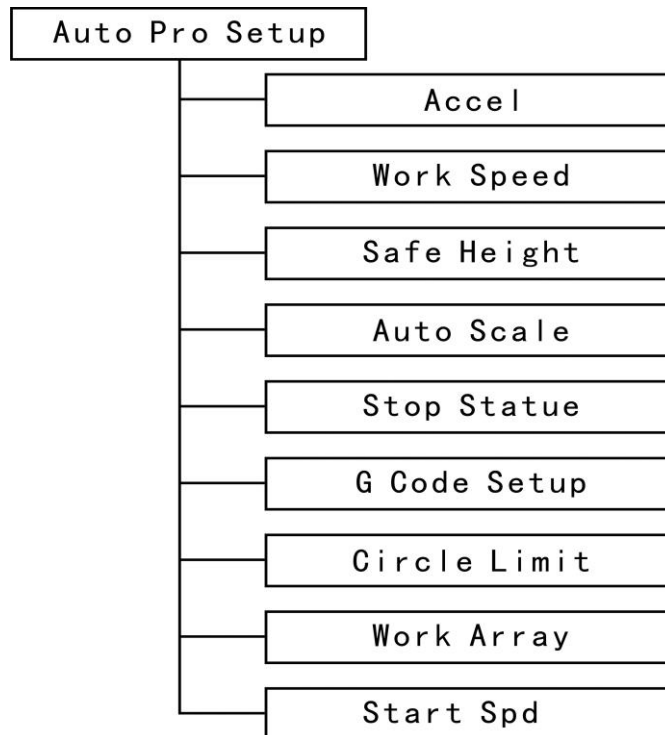 Auto Pro Setup
Accel
Work Speed
Safe Height
Auto Scale
Stop Statue
G Code Setup
Circle Limit
Work Array
Start Spd